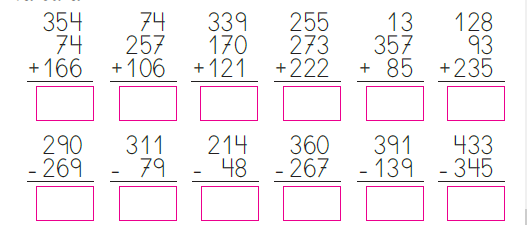 354 74 339 255 13 128
74 257 170 273 357 93
+166 +106 +121 +222 + 85 +235
290 311 214 360 391 433
-269 - 79 - 48 -267 -139 -345